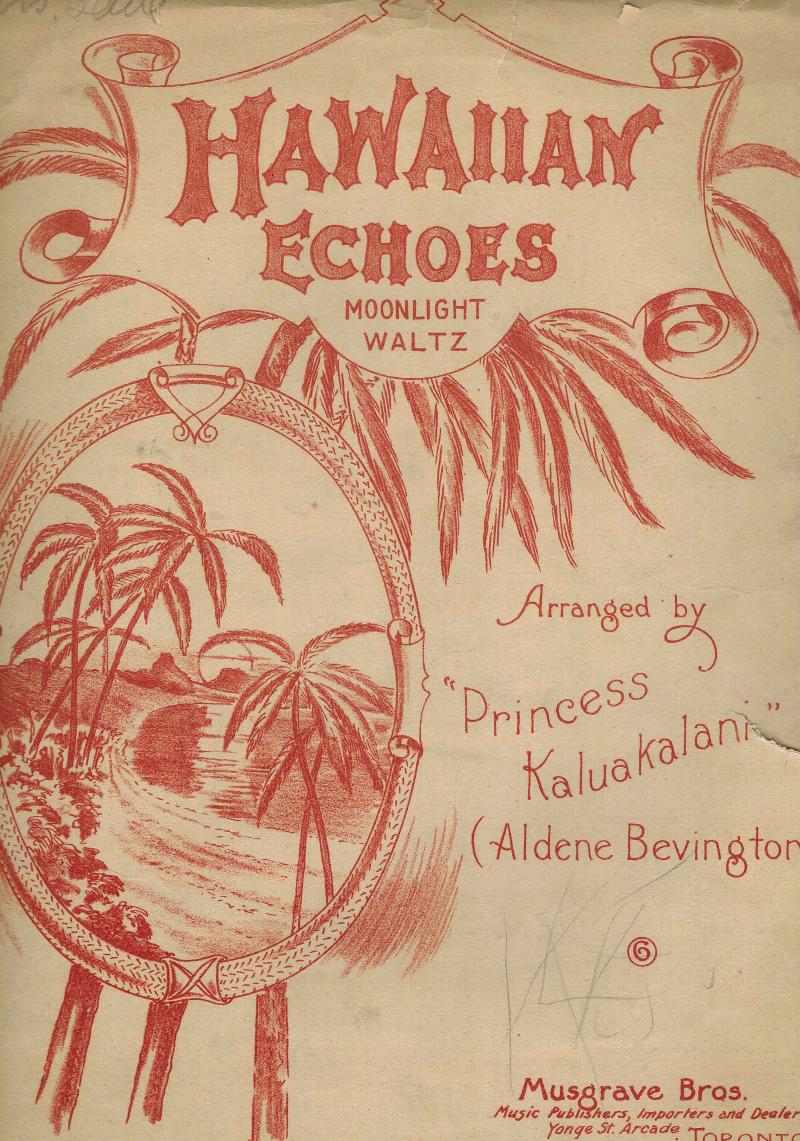 HAWAIIAN
ECHOES
MOONLIGHT
WALTZ
Arranged by
"Princess
Kaluakalani"
(Aldene Bevington
6
Musgrave Bros.
Music Publishers, Importers and Dealer
Yonge St. Arcade TORONTO